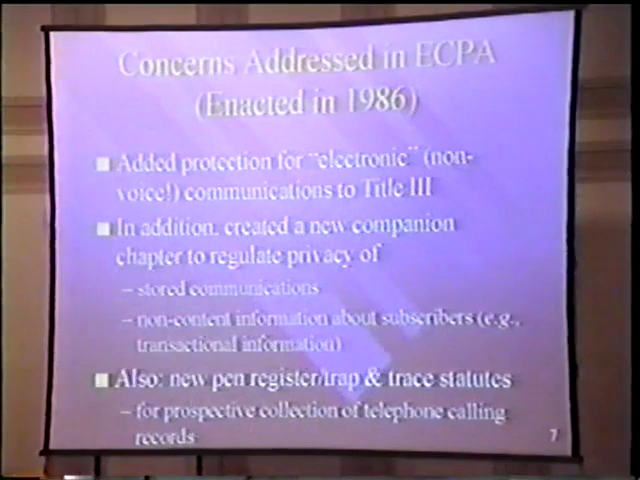 Concerns Addressed in ECPA
(Enacted in 1986)
■ Added protection for "electronic" (non-
voice!) communications to Title III
■ In addition, created a new companion
chapter to regulate privacy of
– stored communications
– non-content information about subscribers (e.g.,
transactional information)
■ Also: new pen register/trap & trace statutes
– for prospective collection of telephone calling
records
7